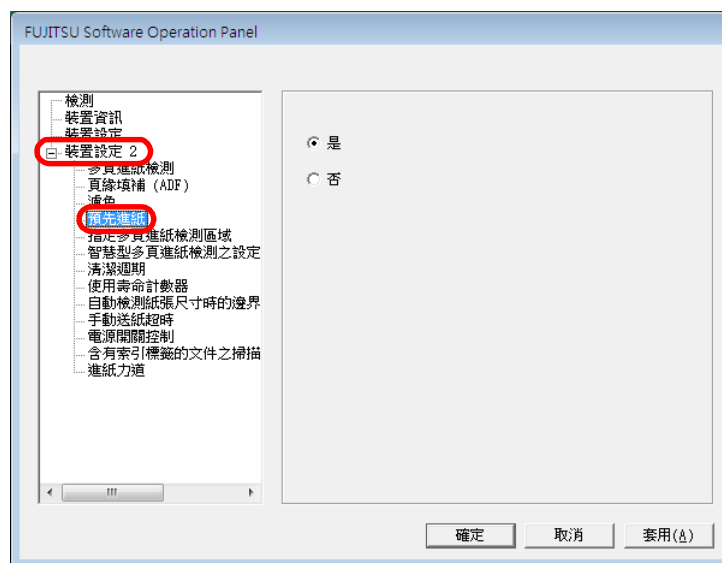 FUJITSU Software Operation Panel
檢測
裝置資訊
裝置設定
裝置設定 2
多頁進紙檢測
頁緣填補 (ADF)
濾色
預先進紙
指定多頁進紙檢測區域
智慧型多頁進紙檢測之設定
清潔週期
使用壽命計數器
自動檢測紙張尺寸時的邊界
手動送紙超時
電源開關控制
含有索引標籤的文件之掃描
進紙力道
是
否
確定
取消
套用(A)